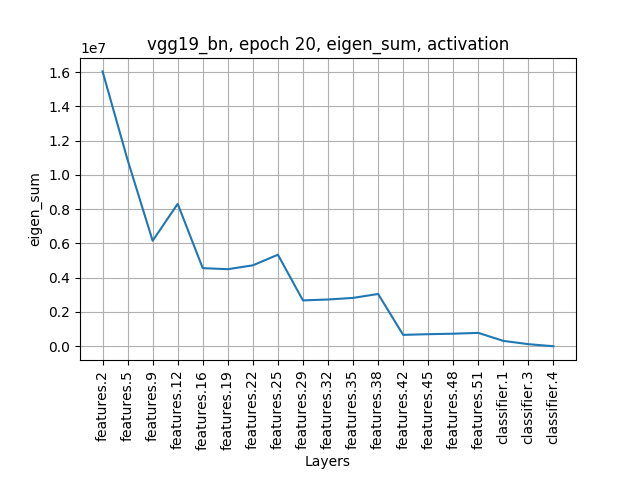 vgg19_bn, epoch 20, eigen_sum, activation
1e7
1.6
1.4
1.2
1.0
0.8
0.6
0.4
0.2
0.0
eigen_sum
features.2
features.5
features.9
features.12
features.16
features.19
features.22
features.25
features.29
features.32
features.35
features.38
features.42
features.45
features.48
features.51
classifier.1
classifier.3
classifier.4
Layers